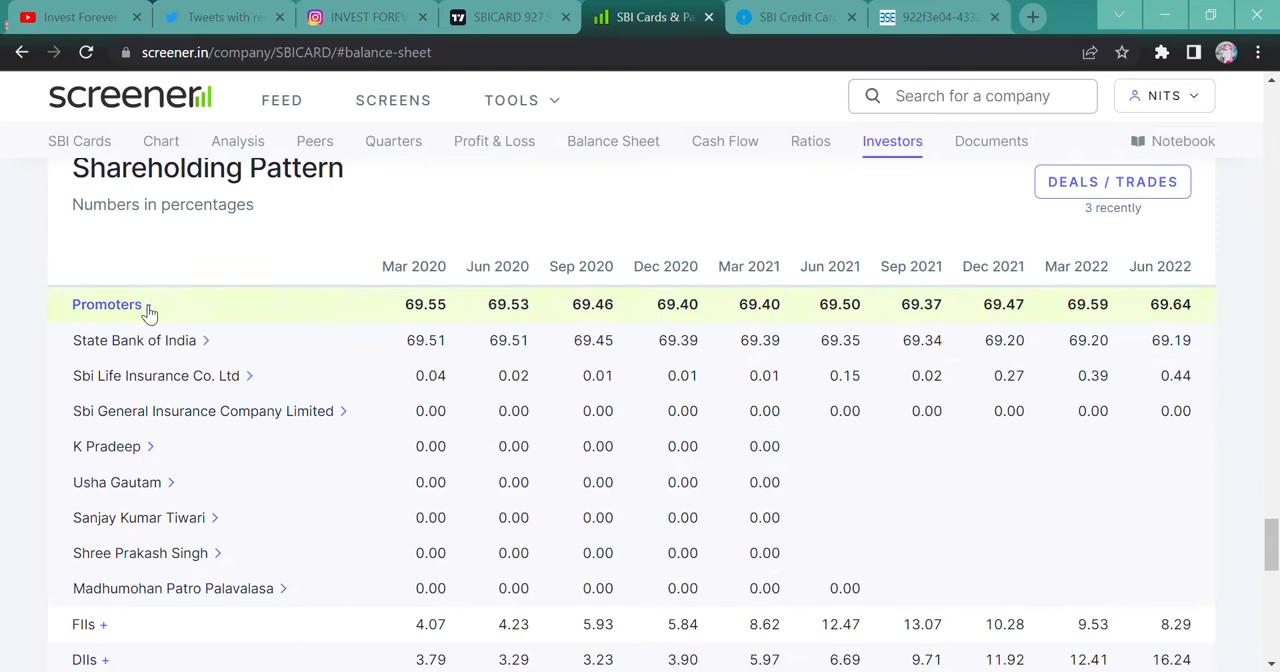 Invest Forever
Tweets with re
INVEST FOREV
SBICARD 927.
SBI Cards & Pa
SBI Credit Card
BSE 922f3e04-433
screener.in/company/SBICARD/#balance-sheet
screener
FEED
SCREENS
TOOLS
Search for a company
NITS
SBI Cards
Chart
Analysis
Peers
Quarters
Profit & Loss
Balance Sheet
Cash Flow
Ratios
Investors
Documents
Notebook
Shareholding Pattern
DEALS / TRADES
Numbers in percentages
3 recently
Mar 2020 Jun 2020 Sep 2020 Dec 2020 Mar 2021 Jun 2021 Sep 2021 Dec 2021 Mar 2022 Jun 2022
Promoters 69.55 69.53 69.46 69.40 69.40 69.50 69.37 69.47 69.59 69.64
State Bank of India > 69.51 69.51 69.45 69.39 69.39 69.35 69.34 69.20 69.20 69.19
Sbi Life Insurance Co. Ltd > 0.04 0.02 0.01 0.01 0.01 0.15 0.02 0.27 0.39 0.44
Sbi General Insurance Company Limited > 0.00 0.00 0.00 0.00 0.00 0.00 0.00 0.00 0.00 0.00
K Pradeep > 0.00 0.00 0.00 0.00 0.00
Usha Gautam > 0.00 0.00 0.00 0.00 0.00
Sanjay Kumar Tiwari > 0.00 0.00 0.00 0.00 0.00
Shree Prakash Singh > 0.00 0.00 0.00 0.00 0.00
Madhumohan Patro Palavalasa > 0.00 0.00 0.00 0.00 0.00 0.00
FIIs + 4.07 4.23 5.93 5.84 8.62 12.47 13.07 10.28 9.53 8.29
DIIs + 3.79 3.29 3.23 3.90 5.97 6.69 9.71 11.92 12.41 16.24